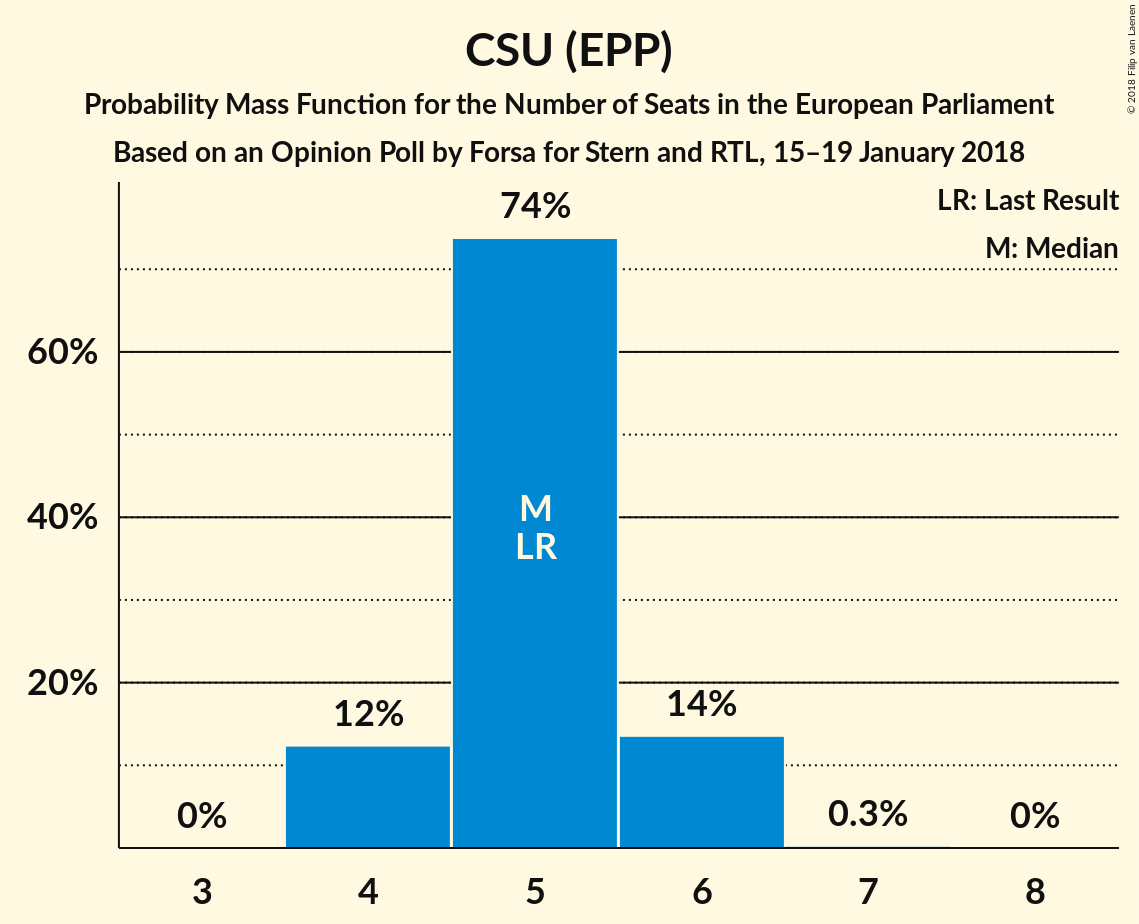 CSU (EPP)
Probability Mass Function for the Number of Seats in the European Parliament
Based on an Opinion Poll by Forsa for Stern and RTL, 15–19 January 2018
© 2018 Filip van Laenen
LR: Last Result
M: Median
74%
60%
40%
20%
M
LR
0%
12%
14%
0.3%
0%
3
4
5
6
7
8